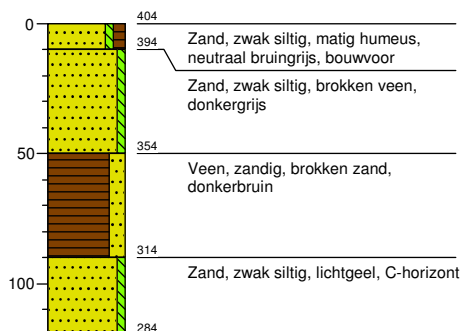 0
404
Zand, zwak siltig, matig humeus,
neutraal bruingrijs, bouwvoor
394
Zand, zwak siltig, brokken veen,
donkergrijs
50
354
Veen, zandig, brokken zand,
donkerbruin
314
Zand, zwak siltig, lichtgeel, C-horizont
100
284